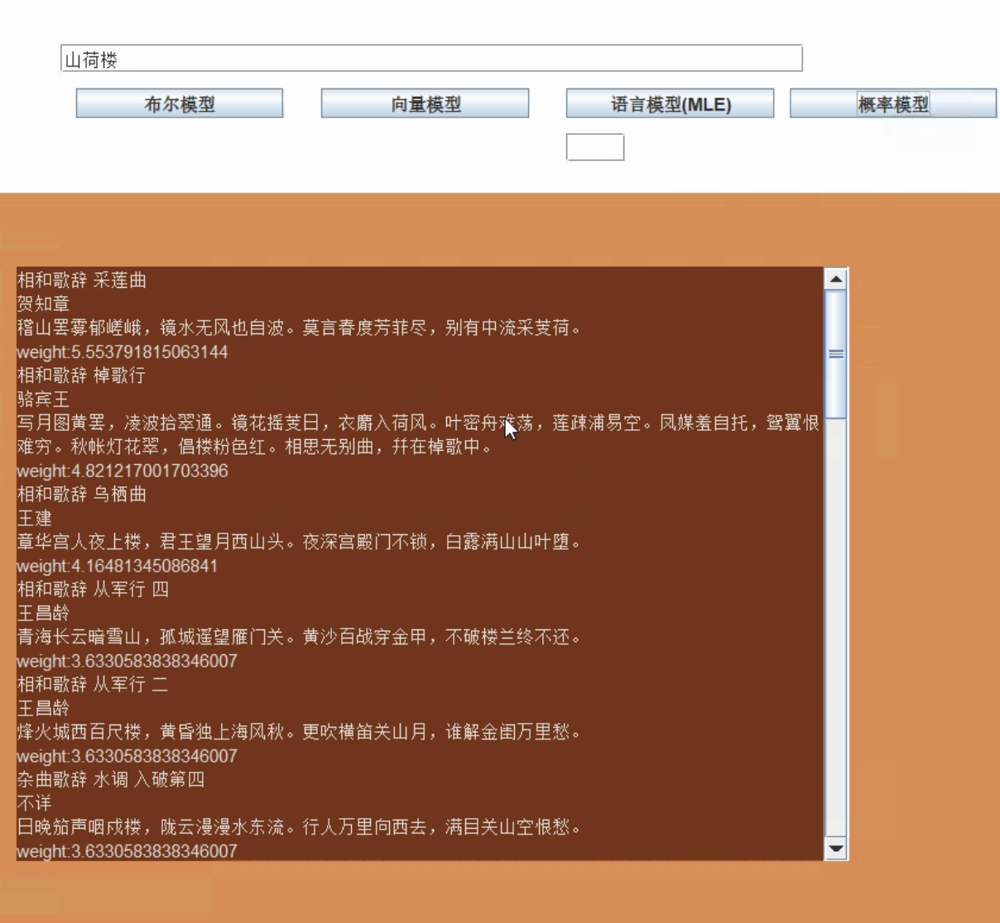 山荷楼
布尔模型
向量模型
语言模型(MLE)
概率模型
相和歌辞 采莲曲
贺知章
稽山罢雾郁嵯峨，镜水无风也自波。莫言春度芳菲尽，别有中流采芰荷。
weight:5.553791815063144
相和歌辞 棹歌行
骆宾王
写月图黄罢，凌波拾翠通。镜花摇芰日，衣麝入荷风。叶密舟难荡，莲疎浦易空。凤媒羞自托，鸳翼恨
难穷。秋帐灯花翠，倡楼粉色红。相思无别曲，幷在棹歌中。
weight:4.821217001703396
相和歌辞 乌栖曲
王建
章华宫人夜上楼，君王望月西山头。夜深宫殿门不锁，白露满山山叶堕。
weight:4.16481345086841
相和歌辞 从军行 四
王昌龄
青海长云暗雪山，孤城遥望雁门关。黄沙百战穿金甲，不破楼兰终不还。
weight:3.6330583838346007
相和歌辞 从军行 二
王昌龄
烽火城西百尺楼，黄昏独上海风秋。更吹横笛关山月，谁解金闺万里愁。
weight:3.6330583838346007
杂曲歌辞 水调 入破第四
不详
日晚笳声咽戍楼，陇云漫漫水东流。行人万里向西去，满目关山空恨愁。
weight:3.6330583838346007